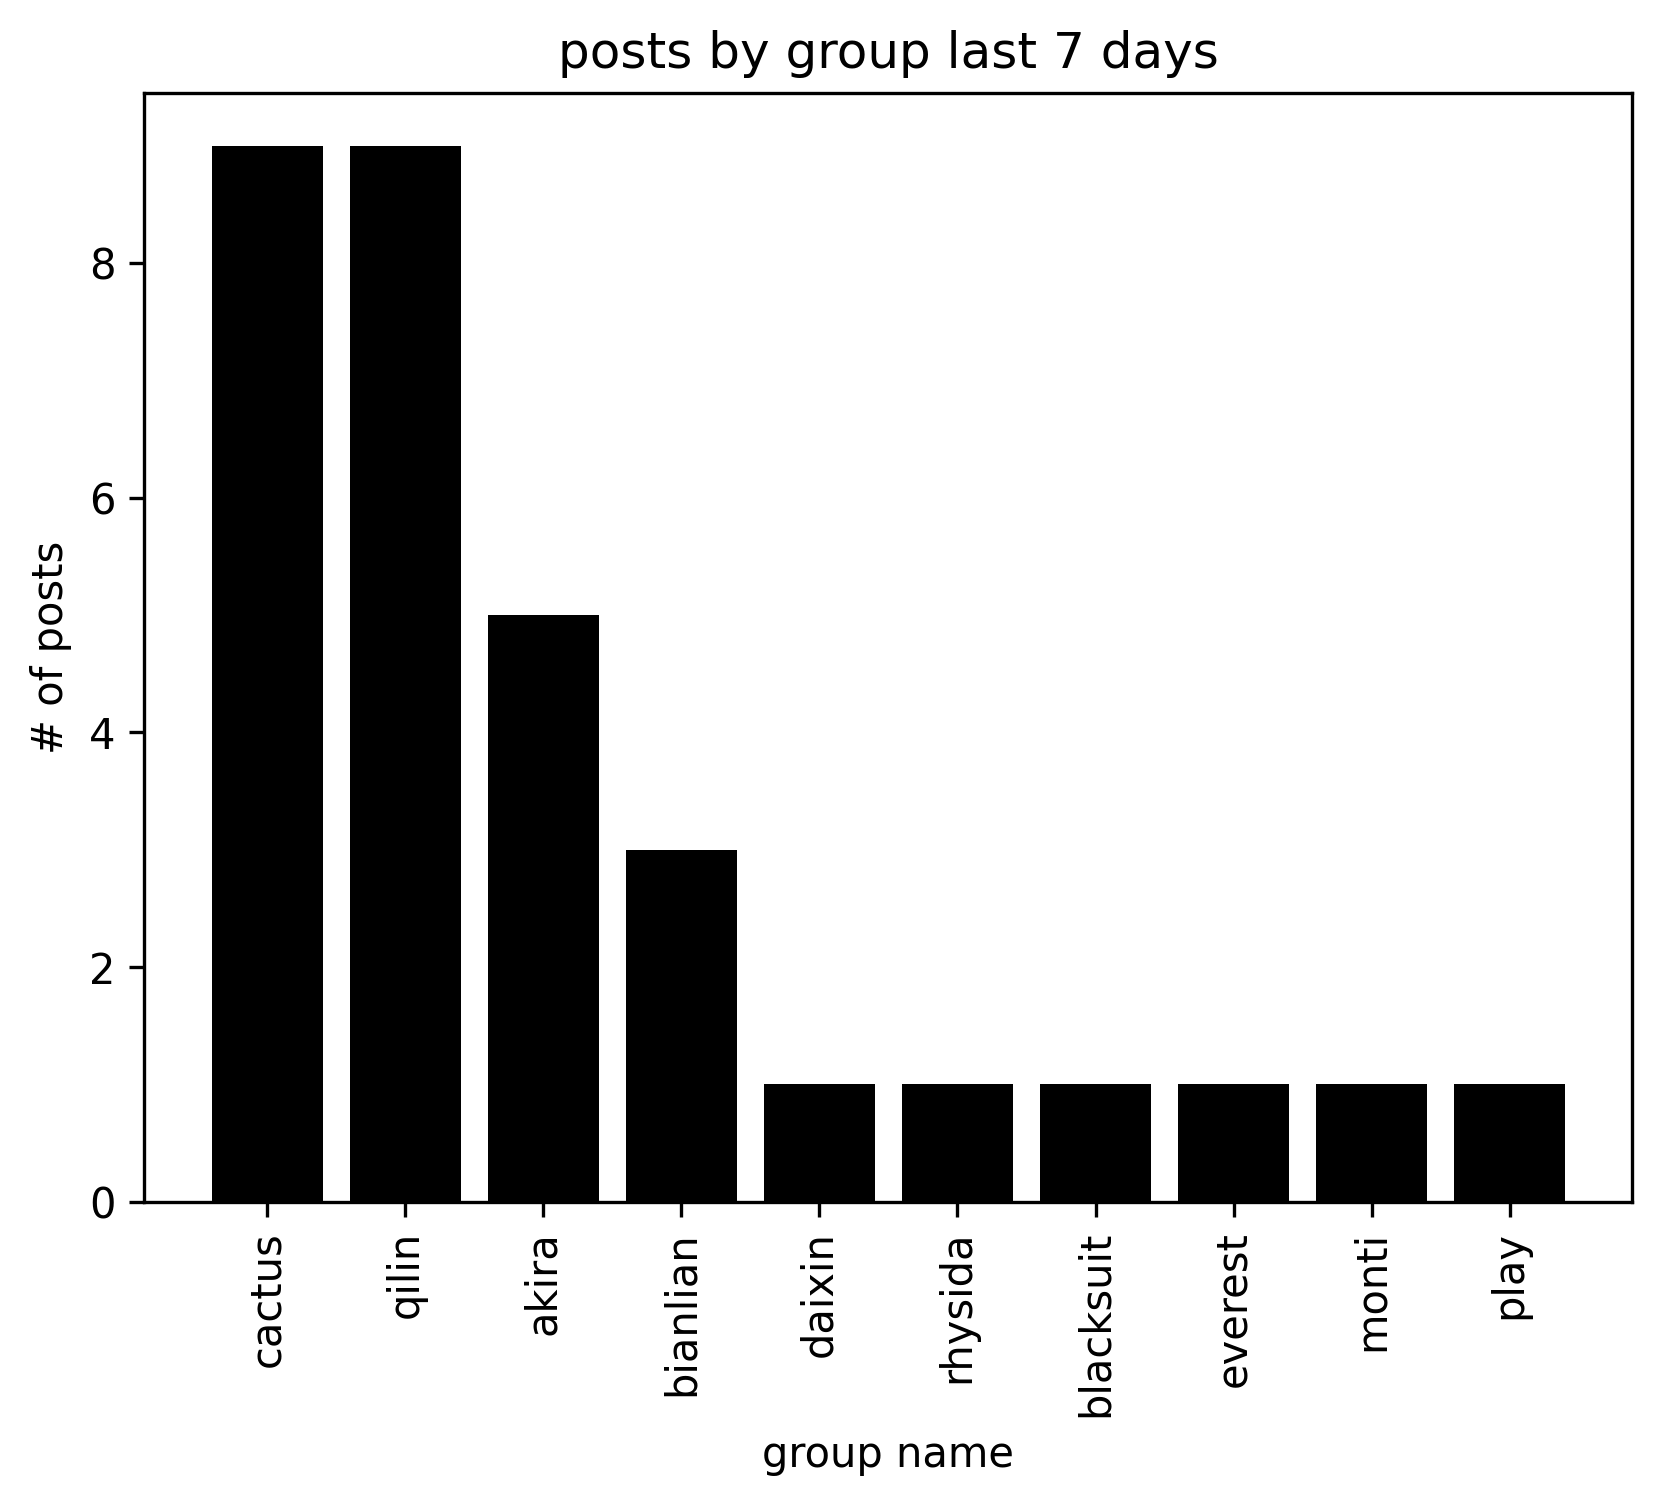 posts by group last 7 days
# of posts
8
6
4
2
0
cactus
qilin
akira
bianlian
daixin
rhysida
blacksuit
everest
monti
play
group name